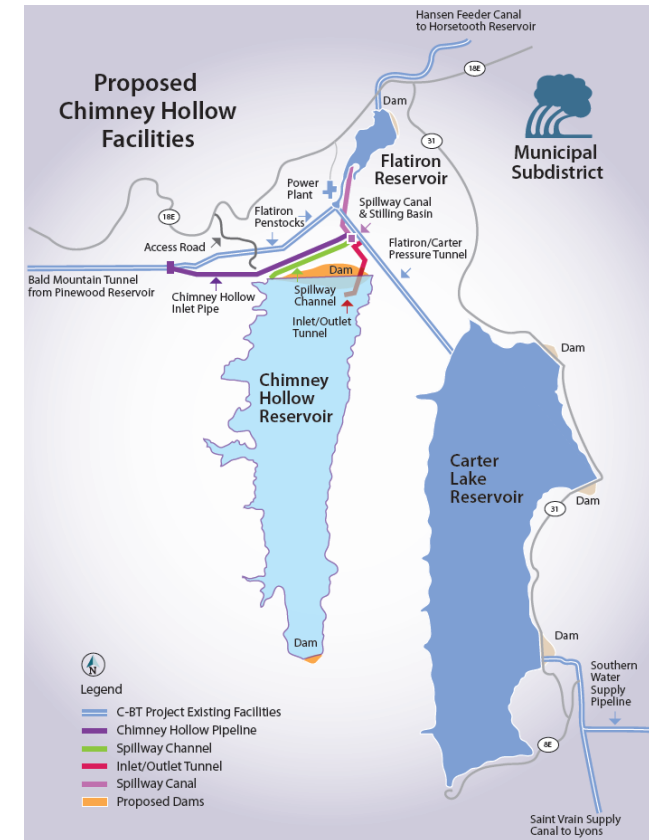 Hansen Feeder Canal
to Horsetooth Reservoir
Proposed
Chimney Hollow
Facilities
18E
Dam
31
Municipal
Subdistrict
Flatiron
Reservoir
Power
Plant
Spillway Canal
& Stilling Basin
Flatiron
Penstocks
18E
Access Road
Flatiron/Carter
Pressure Tunnel
Bald Mountain Tunnel
from Pinewood Reservoir
Chimney Hollow
Inlet Pipe
Dam
Spillway
Channel
Inlet/Outlet
Tunnel
Dam
Chimney
Hollow
Reservoir
Carter
Lake
Reservoir
Dam
31
Dam
Dam
Southern
Water
Supply
Pipeline
8E
N
Legend
C-BT Project Existing Facilities
Chimney Hollow Pipeline
Spillway Channel
Inlet/Outlet Tunnel
Spillway Canal
Proposed Dams
Saint Vrain Supply
Canal to Lyons